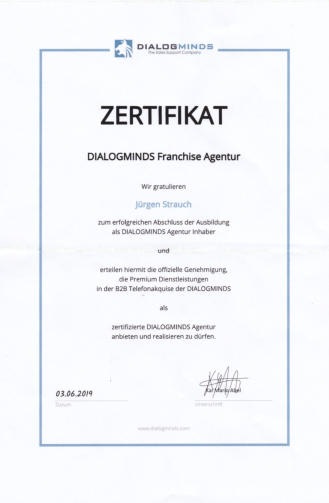 DIALOGMINDS
The Sales Support Company
ZERTIFIKAT
DIALOGMINDS Franchise Agentur
Wir gratulieren
Jürgen Strauch
zum erfolgreichen Abschluss der Ausbildung
als DIALOGMINDS Agentur Inhaber
und
erteilen hiermit die offizielle Genehmigung,
die Premium Dienstleistungen
in der B2B Telefonakquise der DIALOGMINDS
als
zertifizierte DIALOGMINDS Agentur
anbieten und realisieren zu dürfen.
03.06.2019
Datum
Unterschrift
www.dialogminds.com